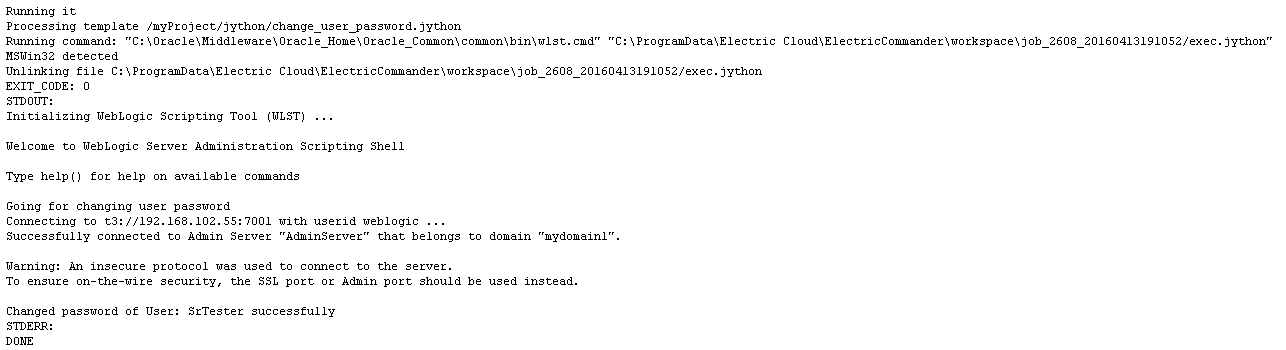 Running it
Processing template /myProject/jython/change_user_password.jython
Running command: "C:\Oracle\Middleware\Oracle_Home\Oracle_Common\common\bin\wlst.cmd" "C:\ProgramData\Electric Cloud\ElectricCommander\workspace\job_2608_20160413191052/exec.jython"
MSWin32 detected
Unlinking file C:\ProgramData\Electric Cloud\ElectricCommander\workspace\job_2608_20160413191052/exec.jython
EXIT_CODE: 0
STDOUT:
Initializing WebLogic Scripting Tool (WLST) ...
Welcome to WebLogic Server Administration Scripting Shell
Type help() for help on available commands
Going for changing user password
Connecting to t3://192.168.102.55:7001 with userid weblogic ...
Successfully connected to Admin Server "AdminServer" that belongs to domain "mydomain1".
Warning: An insecure protocol was used to connect to the server.
To ensure on-the-wire security, the SSL port or Admin port should be used instead.
Changed password of User: SrTester successfully
STDERR:
DONE